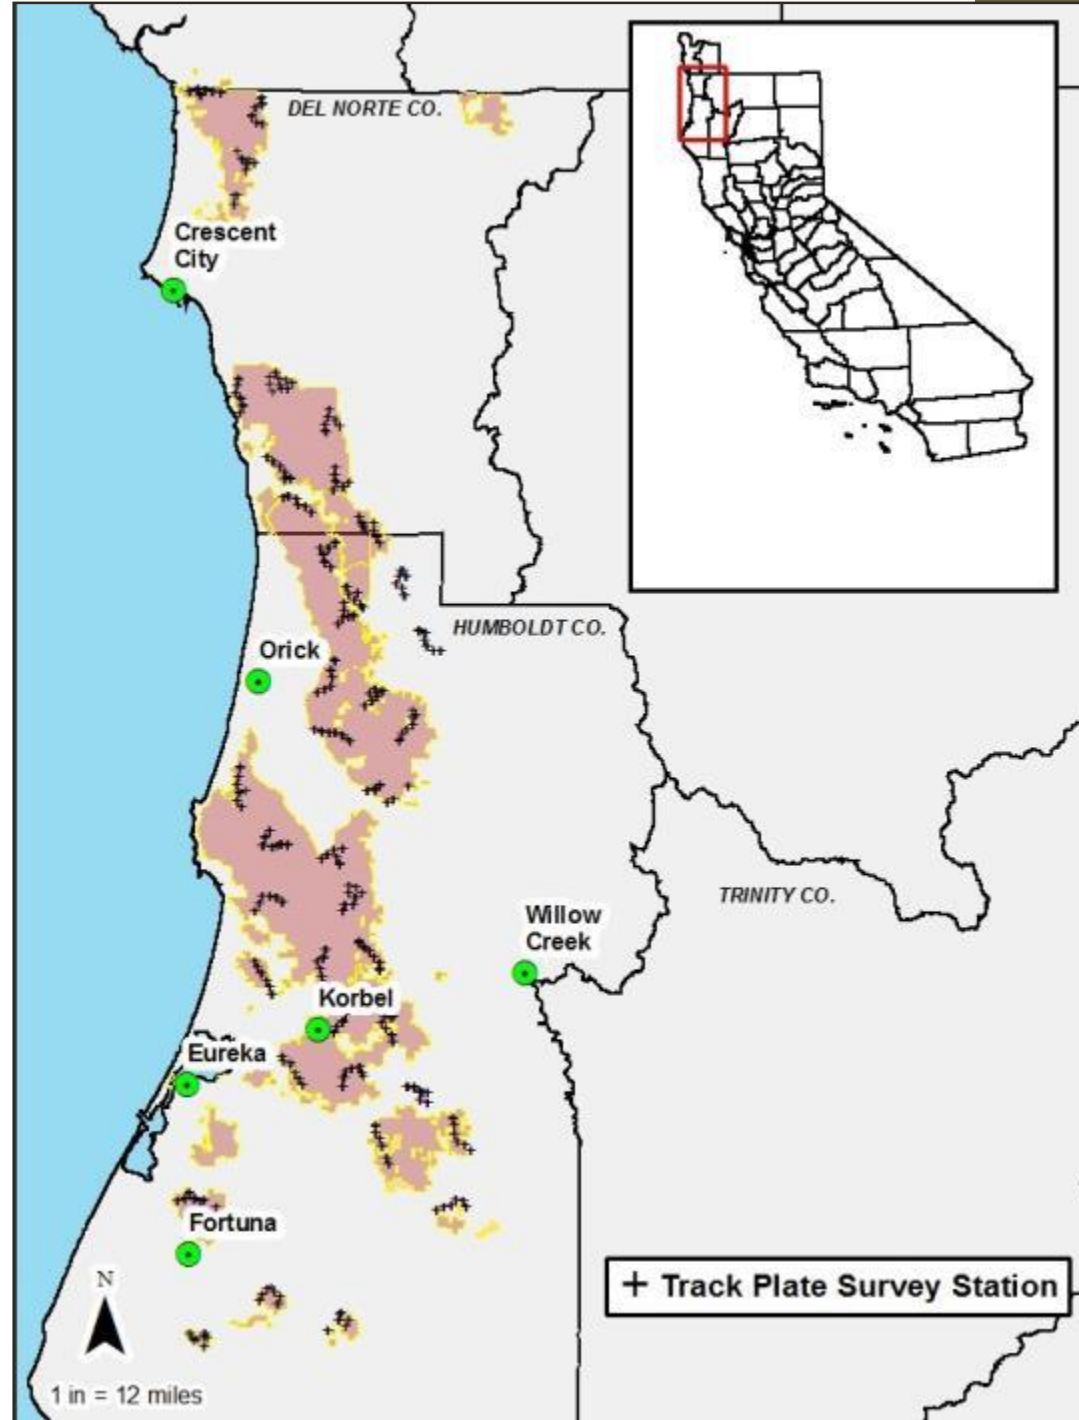 DEL NORTE CO.
Crescent
City
HUMBOLDT CO.
Orick
TRINITY CO.
Willow
Creek
Korbel
Eureka
Fortuna
+ Track Plate Survey Station
N
1 in = 12 miles